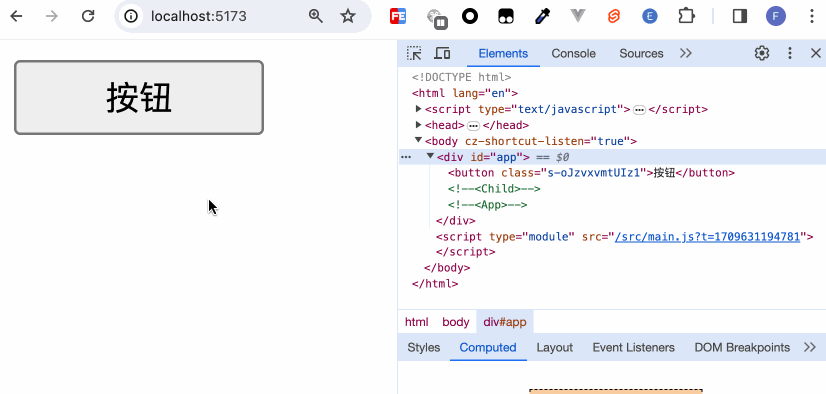 localhost:5173
FE
E
F
按钮
Elements
Console
Sources
<!DOCTYPE html>
<html lang="en">
<script type="text/javascript">…</script>
<head>…</head>
<body cz-shortcut-listen="true">
<div id="app"> == $0
<button class="s-oJzvxvmtUIz1">按钮</button>
<!--<Child>-->
<!--<App>-->
</div>
<script type="module" src="/src/main.js?t=1709631194781">
</script>
</body>
</html>
html body div#app
Styles Computed Layout Event Listeners DOM Breakpoints